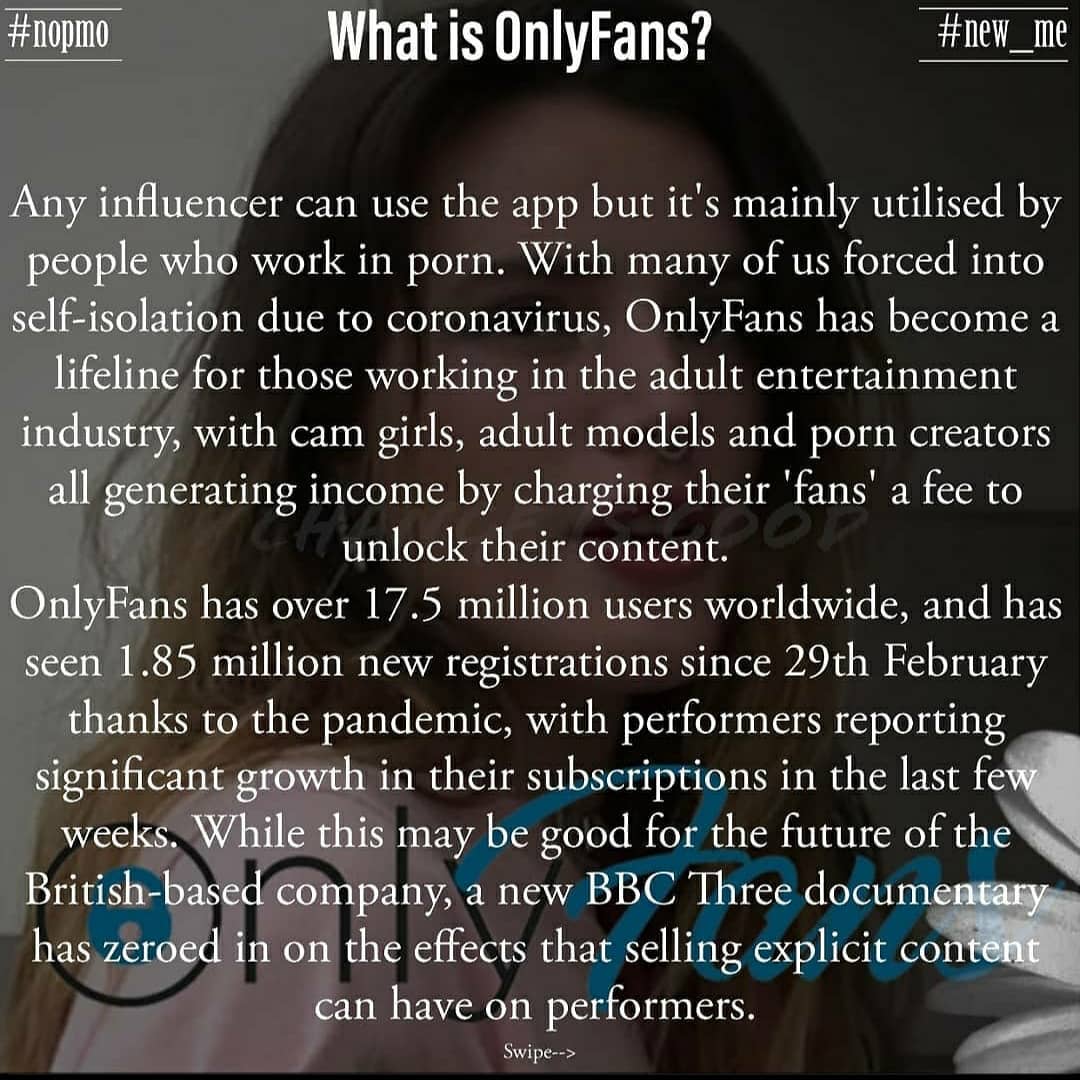 #nopmo
What is OnlyFans?
#new_me
Any influencer can use the app but it's mainly utilised by
people who work in porn. With many of us forced into
self-isolation due to coronavirus, OnlyFans has become a
lifeline for those working in the adult entertainment
industry, with cam girls, adult models and porn creators
all generating income by charging their 'fans' a fee to
CHANGE IS GOOD
unlock their content.
OnlyFans has over 17.5 million users worldwide, and has
seen 1.85 million new registrations since 29th February
thanks to the pandemic, with performers reporting
significant growth in their subscriptions in the last few
weeks. While this may be good for the future of the
British-based company, a new BBC Three documentary
has zeroed in on the effects that selling explicit content
can have on performers.
OnlyFans
Swipe-->